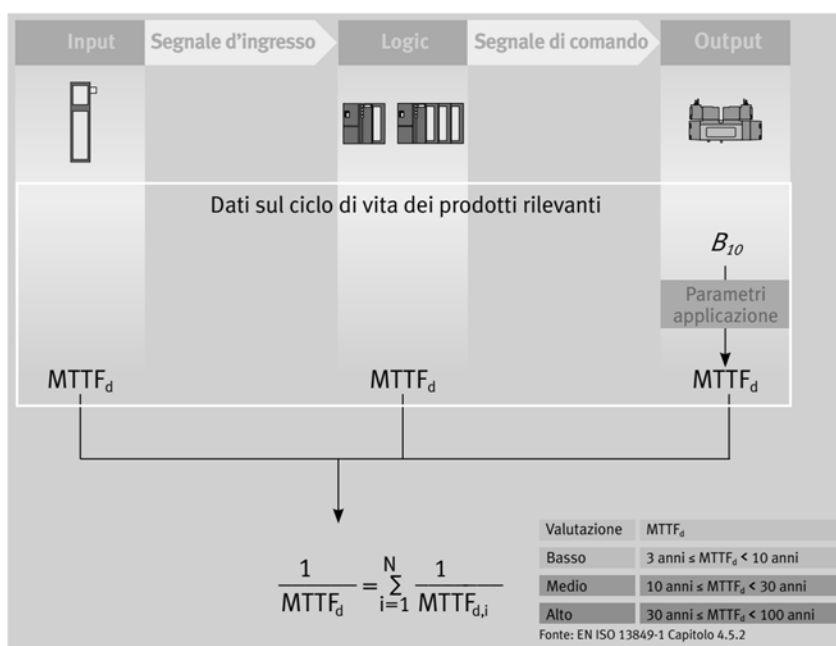 Input Segnale d'ingresso Logic Segnale di comando Output
Dati sul ciclo di vita dei prodotti rilevanti
B10
Parametri
applicazione
MTTFd MTTFd MTTFd
1/MTTFd = N Σ i=1 1/MTTFd,i
Valutazione MTTFd
Basso 3 anni ≤ MTTFd < 10 anni
Medio 10 anni ≤ MTTFd < 30 anni
Alto 30 anni ≤ MTTFd < 100 anni
Fonte: EN ISO 13849-1 Capitolo 4.5.2